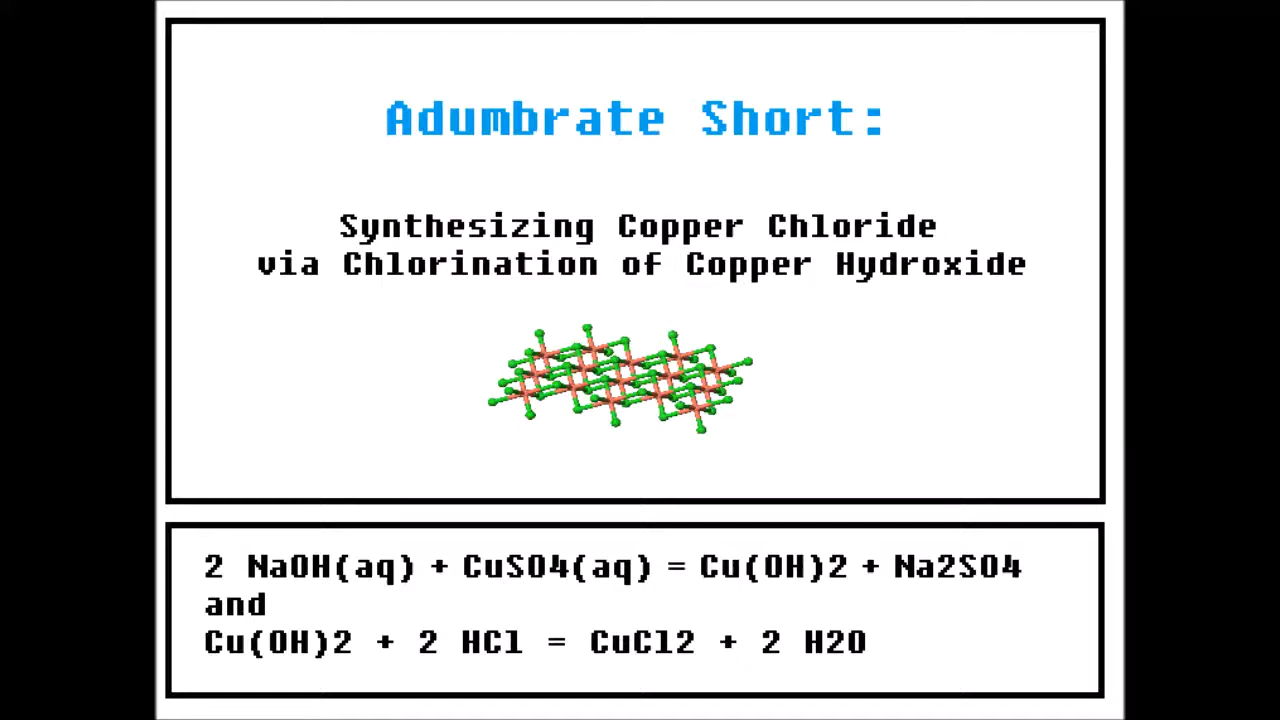 Adumbrate Short:
Synthesizing Copper Chloride
via Chlorination of Copper Hydroxide
2 NaOH(aq) + CuSO4(aq) = Cu(OH)2 + Na2SO4
and
Cu(OH)2 + 2 HCl = CuCl2 + 2 H2O